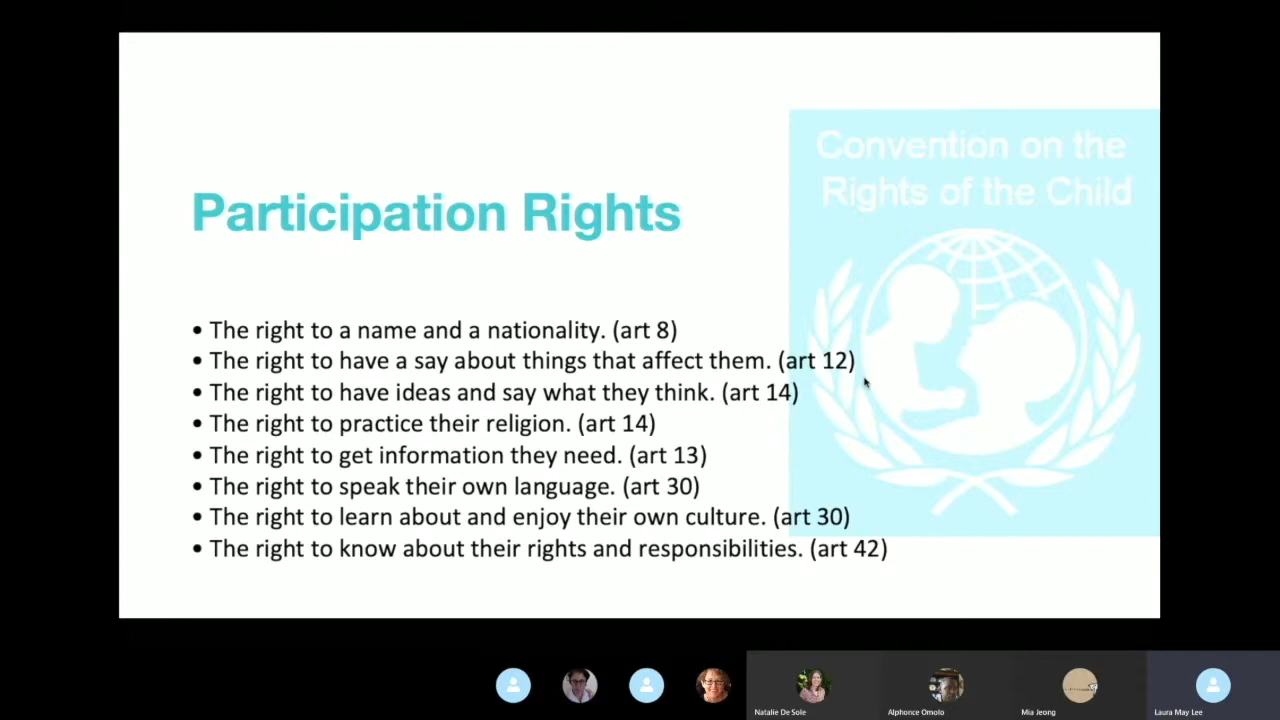 Convention on the
Rights of the Child
Participation Rights
• The right to a name and a nationality. (art 8)
• The right to have a say about things that affect them. (art 12)
• The right to have ideas and say what they think. (art 14)
• The right to practice their religion. (art 14)
• The right to get information they need. (art 13)
• The right to speak their own language. (art 30)
• The right to learn about and enjoy their own culture. (art 30)
• The right to know about their rights and responsibilities. (art 42)
Natalie De Sole
Alphonce Omolo
Mia Jeong
Laura May Lee